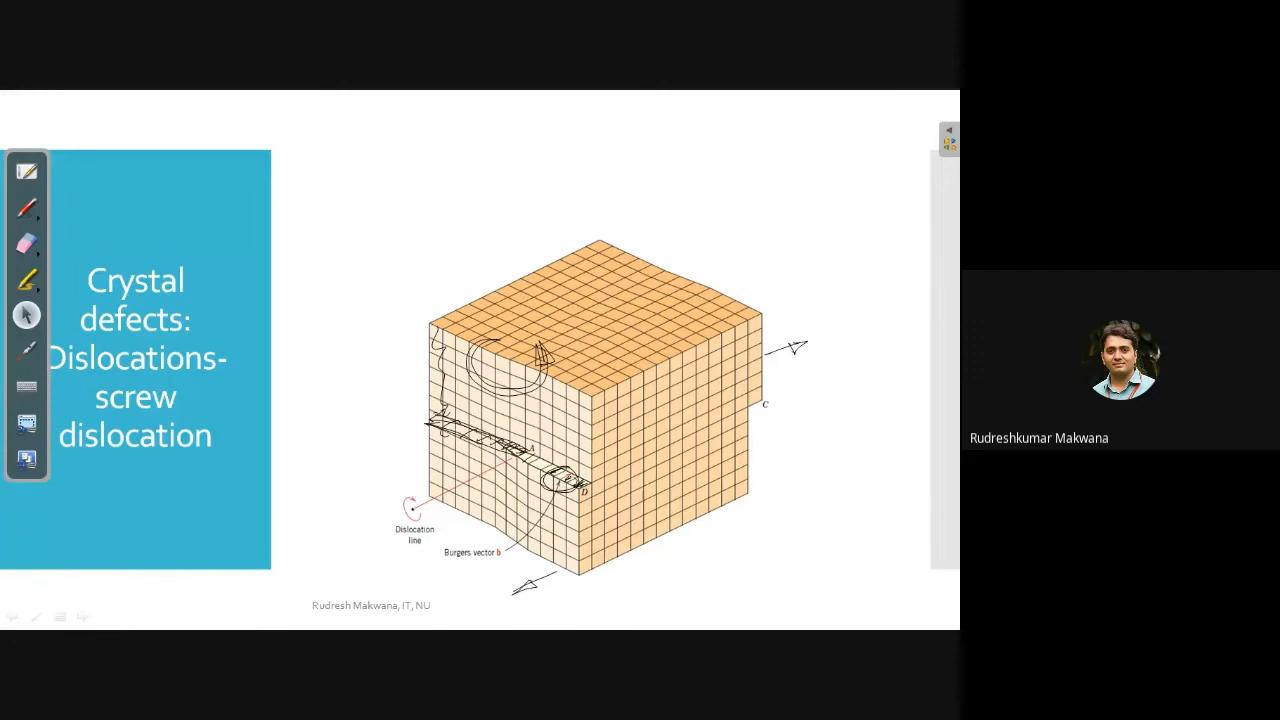 Crystal
defects:
Dislocations-
screw
dislocation
A
C
D
Dislocation
line
Burgers vector b
Rudresh Makwana, IT, NU
Rudreshkumar Makwana